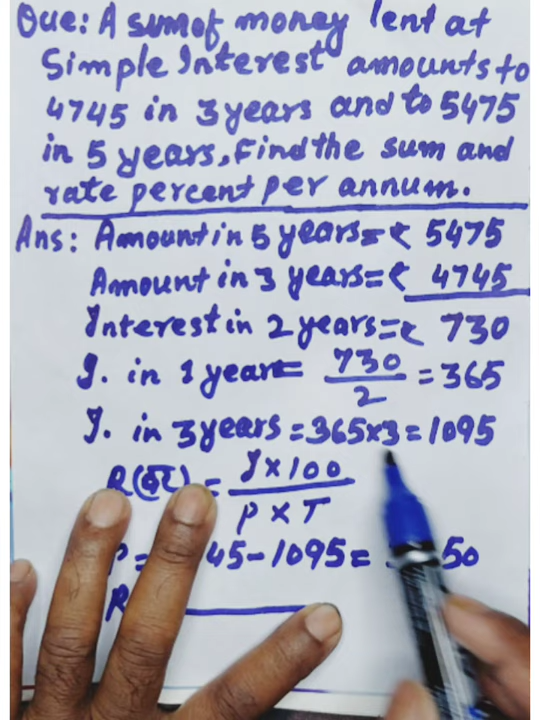 Que: A sum of money lent at
Simple Interest amounts to
4745 in 3 years and to 5475
in 5 years, Find the sum and
rate percent per annum.
Ans: Amount in 5 years = ₹ 5475
Amount in 3 years = ₹ 4745
Interest in 2 years = ₹ 730
I. in 1 year = 730/2 = 365
I. in 3 years = 365×3 = 1095
R(दर) = I×100 / P×T
P = 45-1095 = 50
R